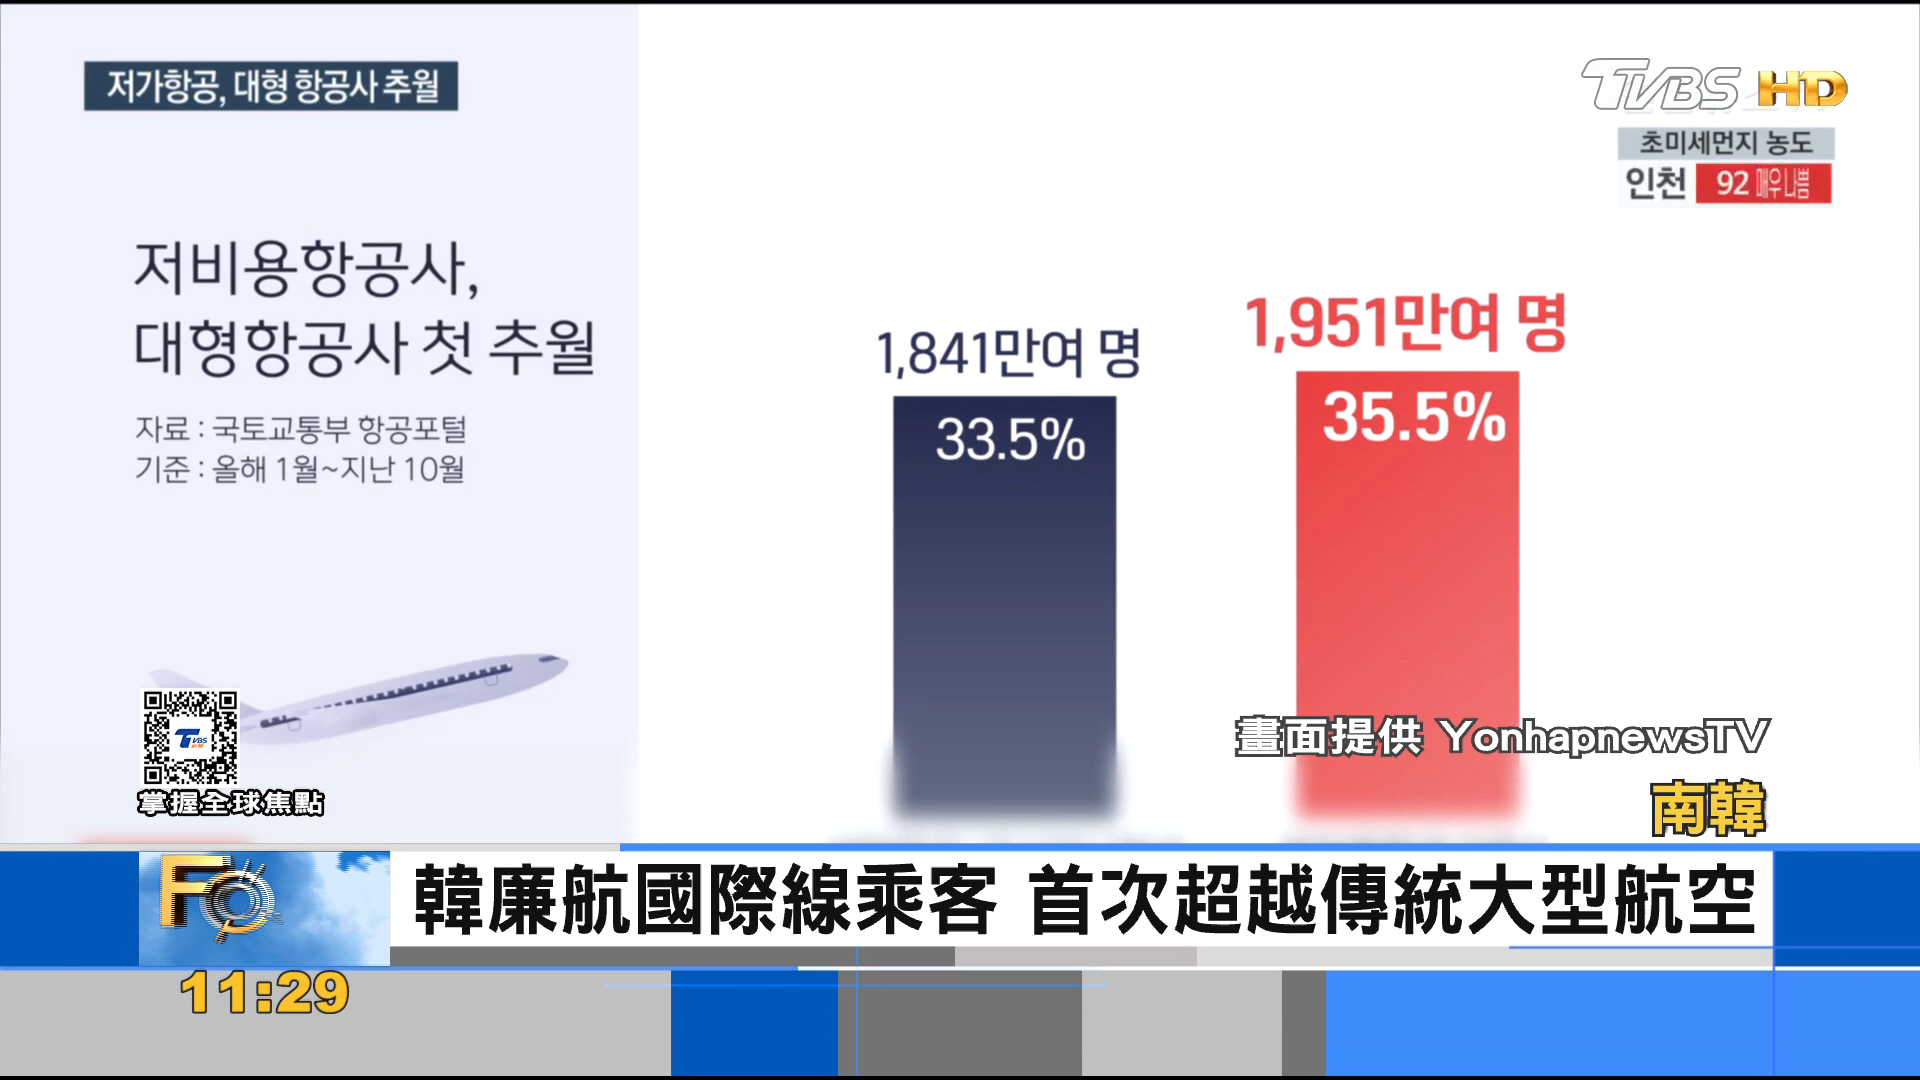 저가항공, 대형 항공사 추월
TVBS HD
초미세먼지 농도
인천 92 매우 나쁨
저비용항공사,
대형항공사 첫 추월
자료 : 국토교통부 항공포털
기준 : 올해 1월~지난 10월
1,841만여 명
33.5%
1,951만여 명
35.5%
TVBS
掌握全球焦點
畫面提供 YonhapnewsTV
南韓
韓廉航國際線乘客 首次超越傳統大型航空
11:29